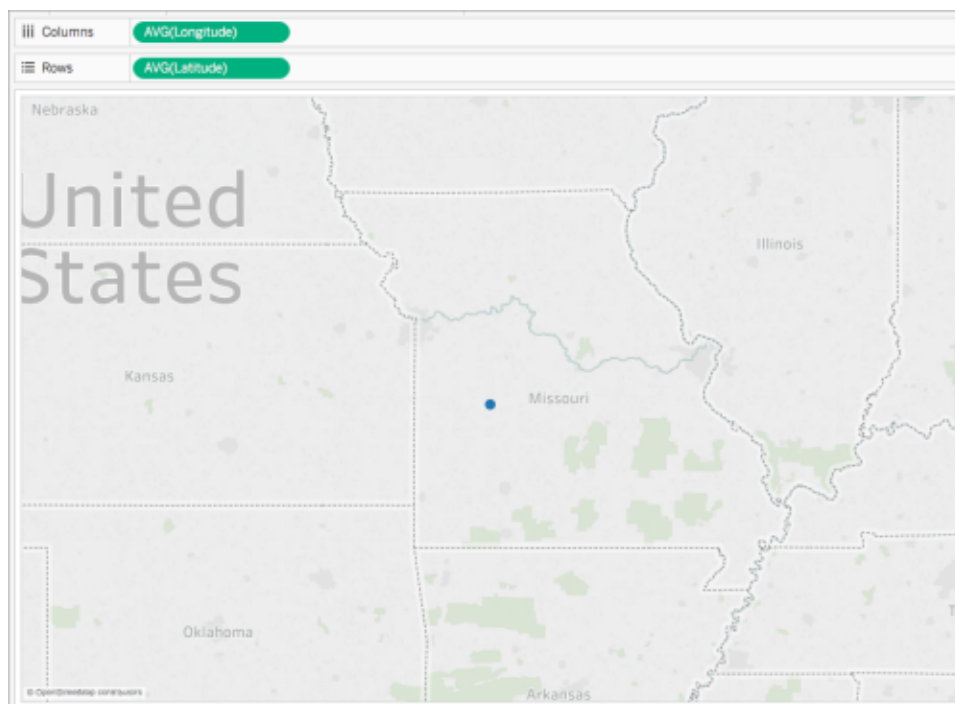 Columns AVG(Longitude)
Rows AVG(Latitude)
Nebraska
United
States
Illinois
Kansas
Missouri
Oklahoma
T
Arkansas
© OpenStreetMap contributors